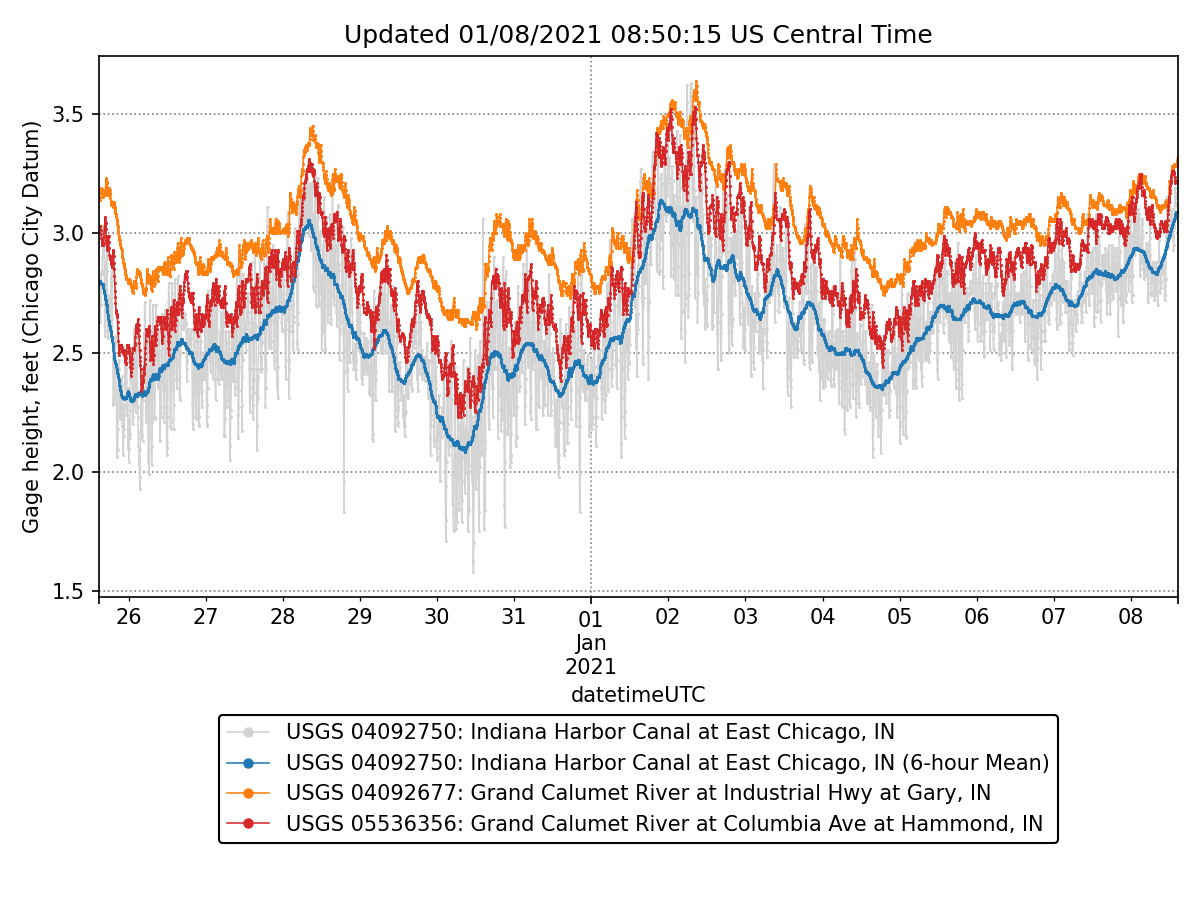 Updated 01/08/2021 08:50:15 US Central Time
Gage height, feet (Chicago City Datum)
3.5
3.0
2.5
2.0
1.5
26 27 28 29 30 31 01 02 03 04 05 06 07 08
Jan
2021
datetimeUTC
USGS 04092750: Indiana Harbor Canal at East Chicago, IN
USGS 04092750: Indiana Harbor Canal at East Chicago, IN (6-hour Mean)
USGS 04092677: Grand Calumet River at Industrial Hwy at Gary, IN
USGS 05536356: Grand Calumet River at Columbia Ave at Hammond, IN